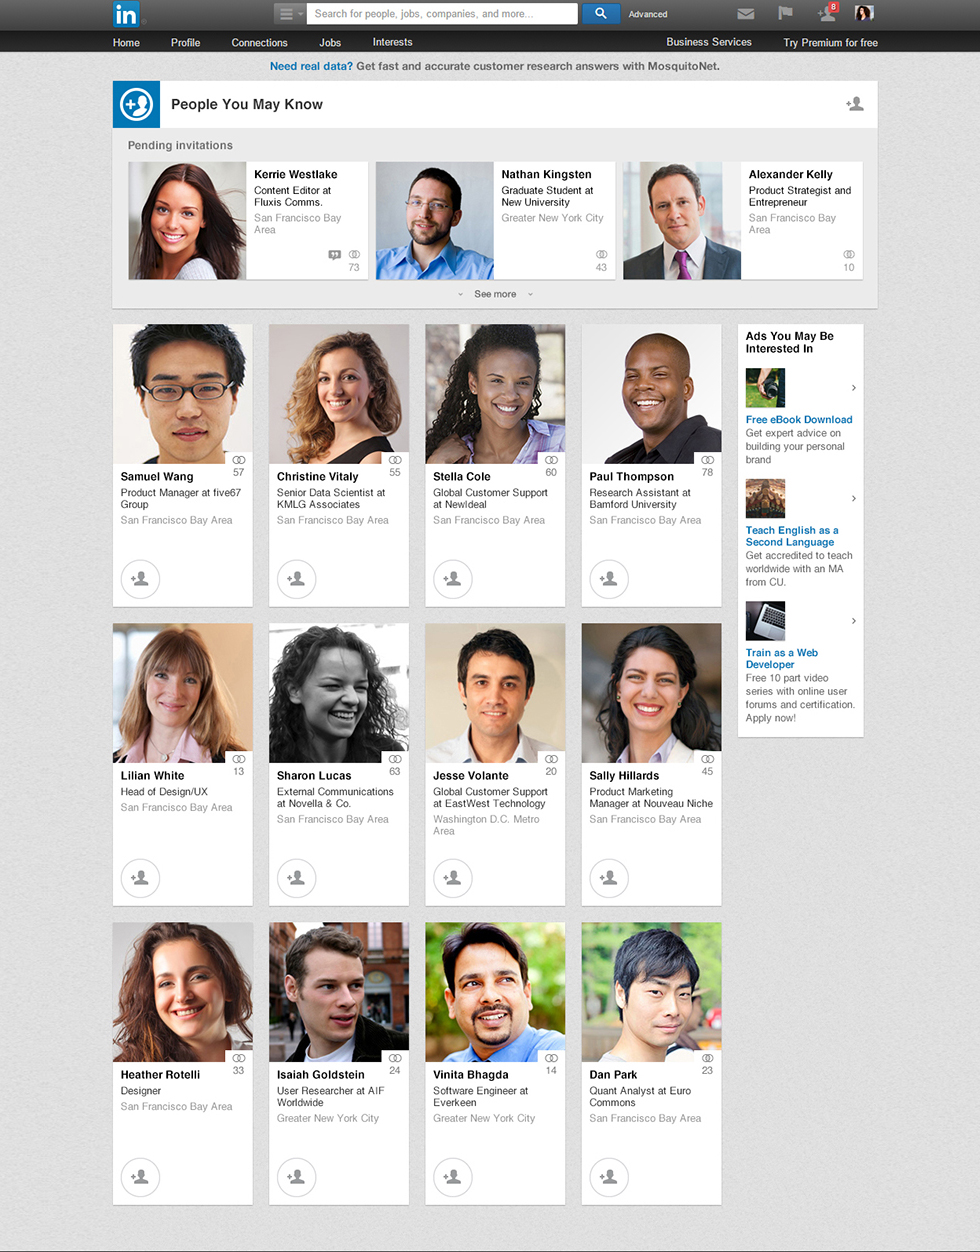 in
Search for people, jobs, companies, and more...
Advanced
8
Home Profile Connections Jobs Interests Business Services Try Premium for free
Need real data? Get fast and accurate customer research answers with MosquitoNet.
People You May Know
Pending invitations
Kerrie Westlake
Content Editor at
Fluxis Comms.
San Francisco Bay
Area
73
Nathan Kingsten
Graduate Student at
New University
Greater New York City
43
Alexander Kelly
Product Strategist and
Entrepreneur
San Francisco Bay
Area
10
See more
57
Samuel Wang
Product Manager at five67
Group
San Francisco Bay Area
55
Christine Vitaly
Senior Data Scientist at
KMLG Associates
San Francisco Bay Area
60
Stella Cole
Global Customer Support
at NewIdeal
San Francisco Bay Area
78
Paul Thompson
Research Assistant at
Bamford University
San Francisco Bay Area
Ads You May Be
Interested In
Free eBook Download
Get expert advice on
building your personal
brand
Teach English as a
Second Language
Get accredited to teach
worldwide with an MA
from CU.
Train as a Web
Developer
Free 10 part video
series with online user
forums and certification.
Apply now!
13
Lilian White
Head of Design/UX
San Francisco Bay Area
63
Sharon Lucas
External Communications
at Novella & Co.
San Francisco Bay Area
20
Jesse Volante
Global Customer Support
at EastWest Technology
Washington D.C. Metro
Area
45
Sally Hillards
Product Marketing
Manager at Nouveau Niche
San Francisco Bay Area
33
Heather Rotelli
Designer
San Francisco Bay Area
24
Isaiah Goldstein
User Researcher at AIF
Worldwide
Greater New York City
14
Vinita Bhagda
Software Engineer at
Everkeen
Greater New York City
23
Dan Park
Quant Analyst at Euro
Commons
San Francisco Bay Area